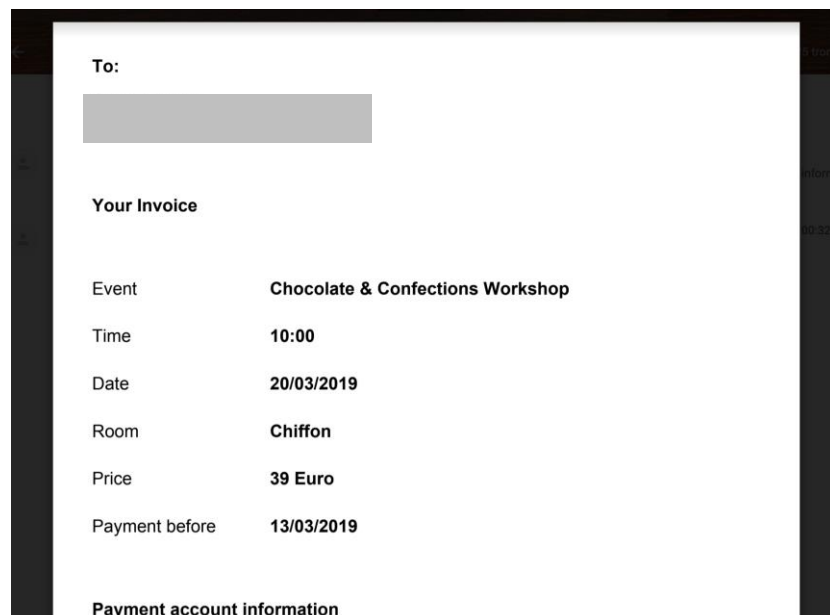 To:
Your Invoice
Event Chocolate & Confections Workshop
Time 10:00
Date 20/03/2019
Room Chiffon
Price 39 Euro
Payment before 13/03/2019
Payment account information